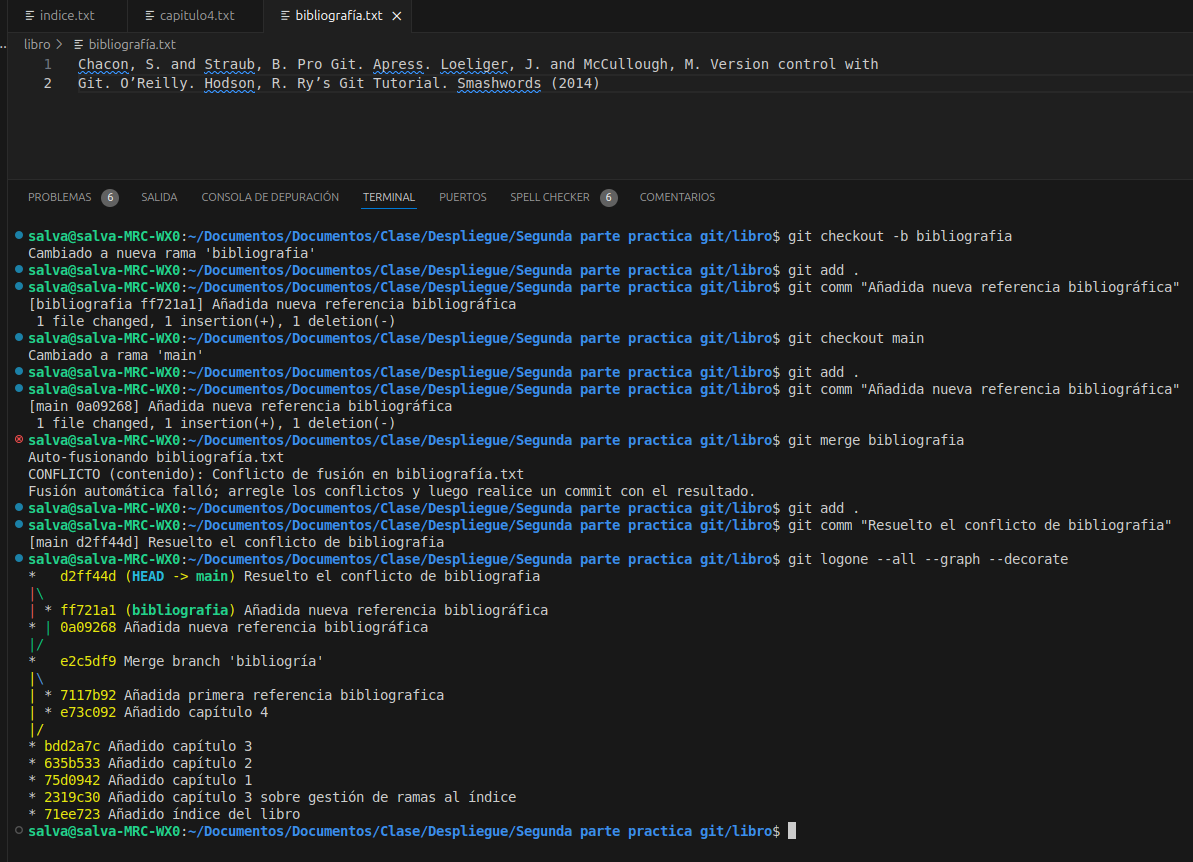 indice.txt capitulo4.txt bibliografía.txt
libro > bibliografía.txt
1 Chacon, S. and Straub, B. Pro Git. Apress. Loeliger, J. and McCullough, M. Version control with
2 Git. O’Reilly. Hodson, R. Ry’s Git Tutorial. Smashwords (2014)
PROBLEMAS 6 SALIDA CONSOLA DE DEPURACIÓN TERMINAL PUERTOS SPELL CHECKER 6 COMENTARIOS
salva@salva-MRC-WX0:~/Documentos/Documentos/Clase/Despliegue/Segunda parte practica git/libro$ git checkout -b bibliografia
Cambiado a nueva rama 'bibliografia'
salva@salva-MRC-WX0:~/Documentos/Documentos/Clase/Despliegue/Segunda parte practica git/libro$ git add .
salva@salva-MRC-WX0:~/Documentos/Documentos/Clase/Despliegue/Segunda parte practica git/libro$ git comm "Añadida nueva referencia bibliográfica"
[bibliografia ff721a1] Añadida nueva referencia bibliográfica
 1 file changed, 1 insertion(+), 1 deletion(-)
salva@salva-MRC-WX0:~/Documentos/Documentos/Clase/Despliegue/Segunda parte practica git/libro$ git checkout main
Cambiado a rama 'main'
salva@salva-MRC-WX0:~/Documentos/Documentos/Clase/Despliegue/Segunda parte practica git/libro$ git add .
salva@salva-MRC-WX0:~/Documentos/Documentos/Clase/Despliegue/Segunda parte practica git/libro$ git comm "Añadida nueva referencia bibliográfica"
[main 0a09268] Añadida nueva referencia bibliográfica
 1 file changed, 1 insertion(+), 1 deletion(-)
salva@salva-MRC-WX0:~/Documentos/Documentos/Clase/Despliegue/Segunda parte practica git/libro$ git merge bibliografia
Auto-fusionando bibliografía.txt
CONFLICTO (contenido): Conflicto de fusión en bibliografía.txt
Fusión automática falló; arregle los conflictos y luego realice un commit con el resultado.
salva@salva-MRC-WX0:~/Documentos/Documentos/Clase/Despliegue/Segunda parte practica git/libro$ git add .
salva@salva-MRC-WX0:~/Documentos/Documentos/Clase/Despliegue/Segunda parte practica git/libro$ git comm "Resuelto el conflicto de bibliografia"
[main d2ff44d] Resuelto el conflicto de bibliografia
salva@salva-MRC-WX0:~/Documentos/Documentos/Clase/Despliegue/Segunda parte practica git/libro$ git logone --all --graph --decorate
*   d2ff44d (HEAD -> main) Resuelto el conflicto de bibliografia
|\
| * ff721a1 (bibliografia) Añadida nueva referencia bibliográfica
* | 0a09268 Añadida nueva referencia bibliográfica
|/
*   e2c5df9 Merge branch 'bibliogría'
|\
| * 7117b92 Añadida primera referencia bibliografica
| * e73c092 Añadido capítulo 4
|/
* bdd2a7c Añadido capítulo 3
* 635b533 Añadido capítulo 2
* 75d0942 Añadido capítulo 1
* 2319c30 Añadido capítulo 3 sobre gestión de ramas al índice
* 71ee723 Añadido índice del libro
salva@salva-MRC-WX0:~/Documentos/Documentos/Clase/Despliegue/Segunda parte practica git/libro$